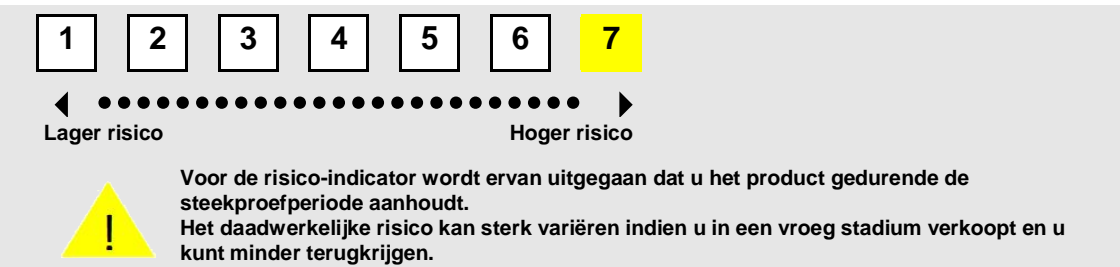 1 2 3 4 5 6 7
Lager risico Hoger risico
!
Voor de risico-indicator wordt ervan uitgegaan dat u het product gedurende de
steekproefperiode aanhoudt.
Het daadwerkelijke risico kan sterk variëren indien u in een vroeg stadium verkoopt en u
kunt minder terugkrijgen.